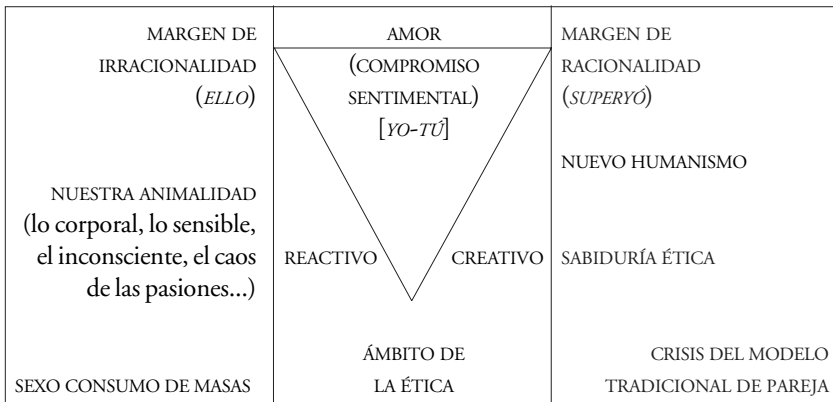 MARGEN DE
IRRACIONALIDAD
(ELLO)
NUESTRA ANIMALIDAD
(lo corporal, lo sensible,
el inconsciente, el caos
de las pasiones...)
SEXO CONSUMO DE MASAS
AMOR
(COMPROMISO
SENTIMENTAL)
[YO-TÚ]
REACTIVO
CREATIVO
ÁMBITO DE
LA ÉTICA
MARGEN DE
RACIONALIDAD
(SUPERYÓ)
NUEVO HUMANISMO
SABIDURÍA ÉTICA
CRISIS DEL MODELO
TRADICIONAL DE PAREJA